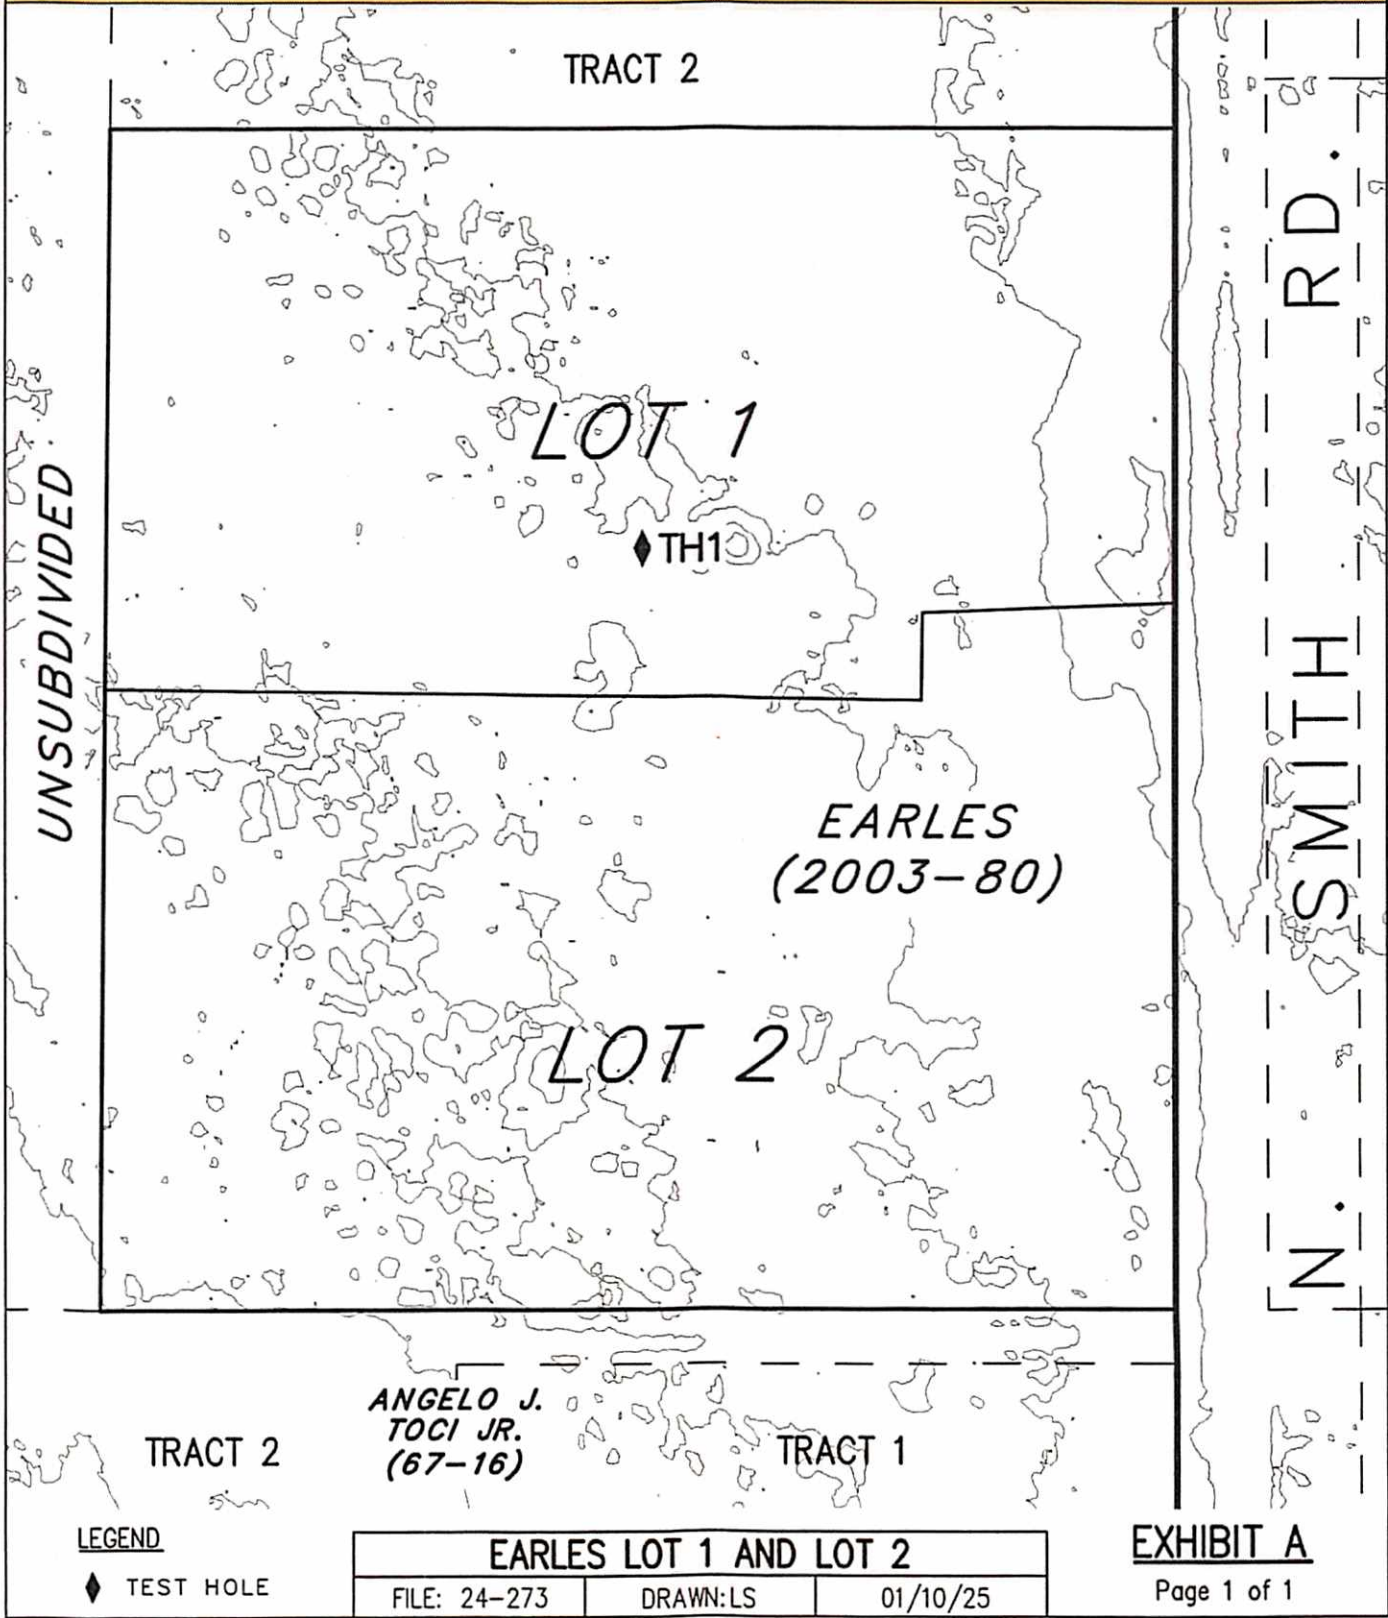 TRACT 2
LOT 1
TH1
UNSUBDIVIDED
N. SMITH RD.
EARLES
(2003-80)
LOT 2
ANGELO J.
TOCI JR.
(67-16)
TRACT 2
TRACT 1
LEGEND
TEST HOLE
EARLES LOT 1 AND LOT 2
FILE: 24-273
DRAWN:LS
01/10/25
EXHIBIT A
Page 1 of 1